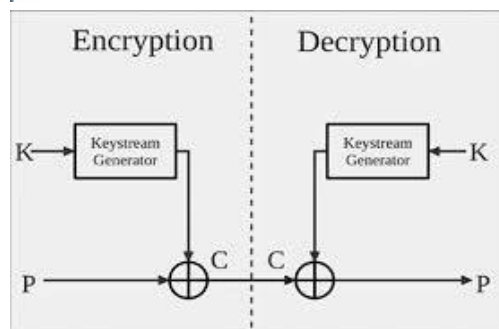 Encryption
Decryption
K
Keystream
Generator
Keystream
Generator
K
P
C
C
P